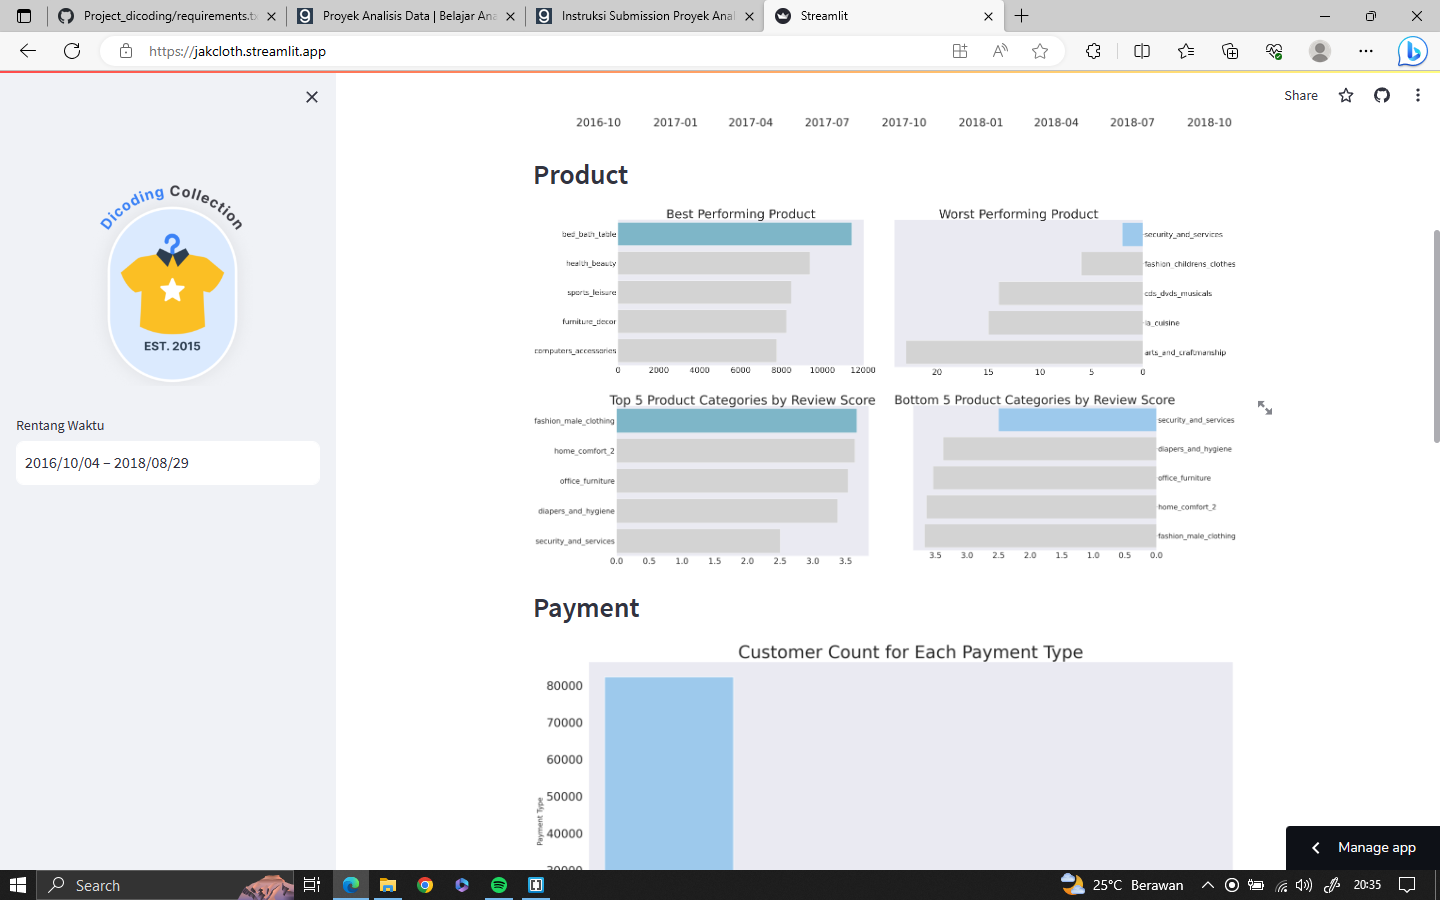 Project_dicoding/requirements.tx
Proyek Analisis Data | Belajar Ana
Instruksi Submission Proyek Anal
Streamlit
https://jakcloth.streamlit.app
Share
Dicoding Collection
EST. 2015
Rentang Waktu
2016/10/04 – 2018/08/29
2016-10 2017-01 2017-04 2017-07 2017-10 2018-01 2018-04 2018-07 2018-10
Product
Best Performing Product
bed_bath_table
health_beauty
sports_leisure
furniture_decor
computers_accessories
0 2000 4000 6000 8000 10000 12000
Worst Performing Product
security_and_services
fashion_childrens_clothes
cds_dvds_musicals
la_cuisine
arts_and_craftmanship
20 15 10 5 0
Top 5 Product Categories by Review Score
fashion_male_clothing
home_comfort_2
office_furniture
diapers_and_hygiene
security_and_services
0.0 0.5 1.0 1.5 2.0 2.5 3.0 3.5
Bottom 5 Product Categories by Review Score
security_and_services
diapers_and_hygiene
office_furniture
home_comfort_2
fashion_male_clothing
3.5 3.0 2.5 2.0 1.5 1.0 0.5 0.0
Payment
Customer Count for Each Payment Type
80000
70000
60000
50000
40000
30000
Payment Type
Manage app
Search
25°C Berawan
20:35